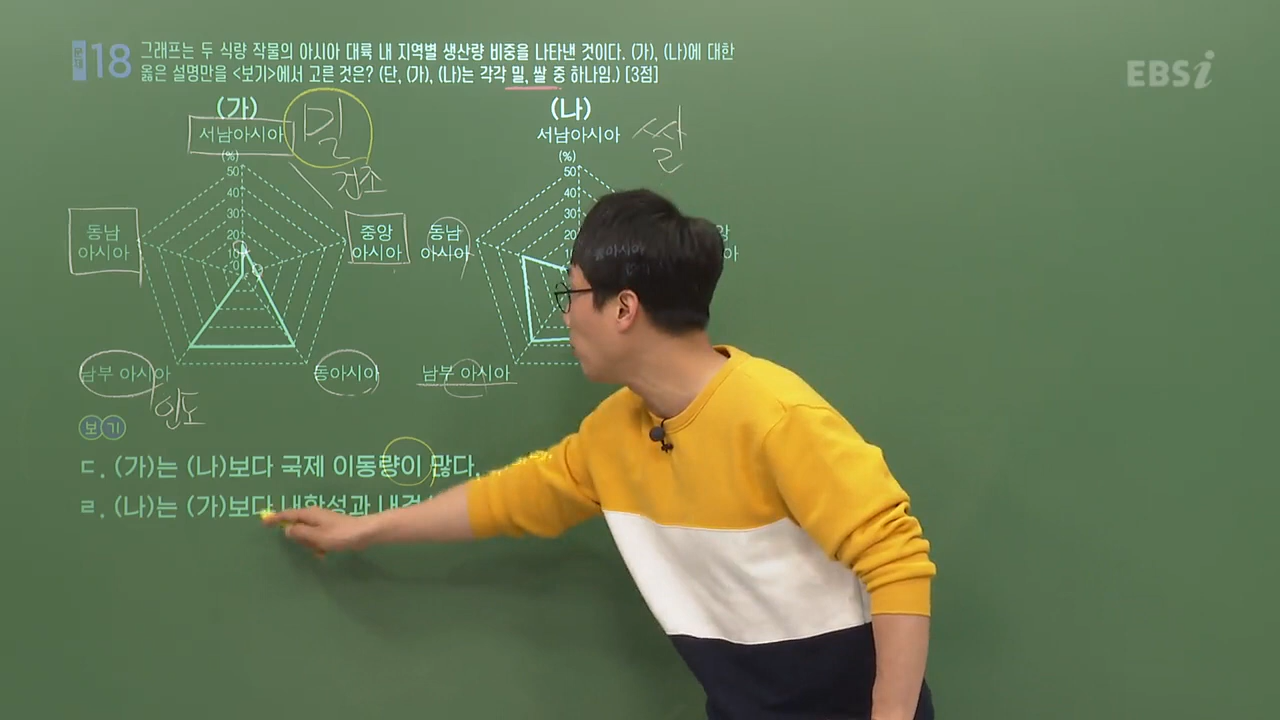 문제 18 그래프는 두 식량 작물의 아시아 대륙 내 지역별 생산량 비중을 나타낸 것이다. (가), (나)에 대한
옳은 설명만을 <보기>에서 고른 것은? (단, (가), (나)는 각각 밀, 쌀 중 하나임.) [3점]
EBSi
(가)
서남아시아
밀
건조
(%)
50
40
30
20
10
0
동남
아시아
중앙
아시아
남부 아시아
인도
동아시아
(나)
서남아시아
쌀
(%)
50
40
30
20
동남
아시아
남부 아시아
보기
ㄷ. (가)는 (나)보다 국제 이동량이 많다.
ㄹ. (나)는 (가)보다 내한성과